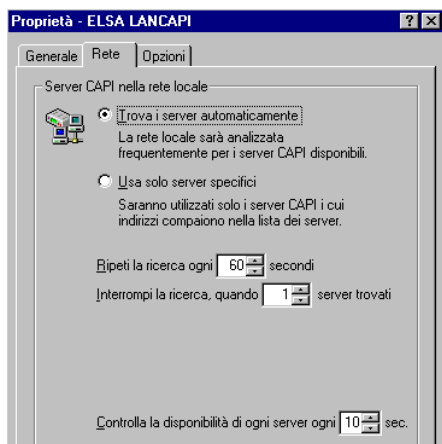 Proprietà - ELSA LANCAPI
Generale Rete Opzioni
Server CAPI nella rete locale
Trova i server automaticamente
La rete locale sarà analizzata
frequentemente per i server CAPI disponibili.
Usa solo server specifici
Saranno utilizzati solo i server CAPI i cui
indirizzi compaiono nella lista dei server.
Ripeti la ricerca ogni 60 secondi
Interrompi la ricerca, quando 1 server trovati
Controlla la disponibilità di ogni server ogni 10 sec.